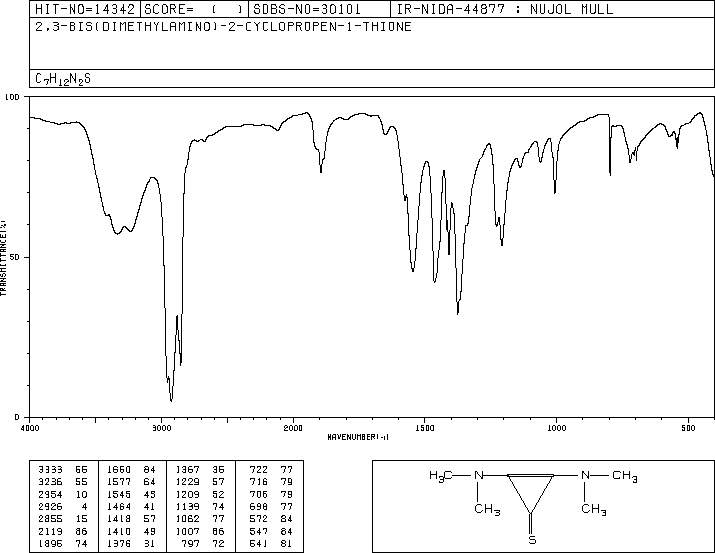 HIT-NO=14342 SCORE= ( ) SDBS-NO=30101 IR-NIDA-44877 : NUJOL MULL
2,3-BIS(DIMETHYLAMINO)-2-CYCLOPROPEN-1-THIONE
C7H12N2S
100
TRANSMITTANCE(%)
50
0
4000 3000 2000 1500 1000 500
WAVENUMBER(-1)
3333 66 1660 84 1367 36 722 77
3236 55 1577 64 1229 57 716 79
2954 10 1545 43 1209 52 706 79
2926 4 1464 41 1139 74 698 77
2855 15 1418 57 1062 77 572 84
2119 86 1410 49 1007 86 547 84
1896 74 1376 31 797 72 541 81
H3C N N CH3
CH3 CH3
S